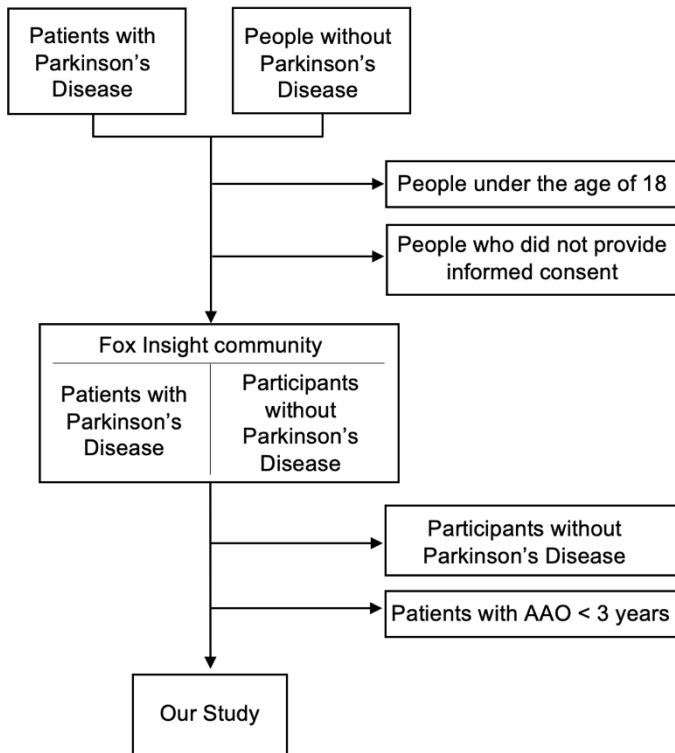 Patients with
Parkinson's
Disease
People without
Parkinson's
Disease
People under the age of 18
People who did not provide
informed consent
Fox Insight community
Patients with
Parkinson's
Disease
Participants
without
Parkinson's
Disease
Participants without
Parkinson's Disease
Patients with AAO < 3 years
Our Study